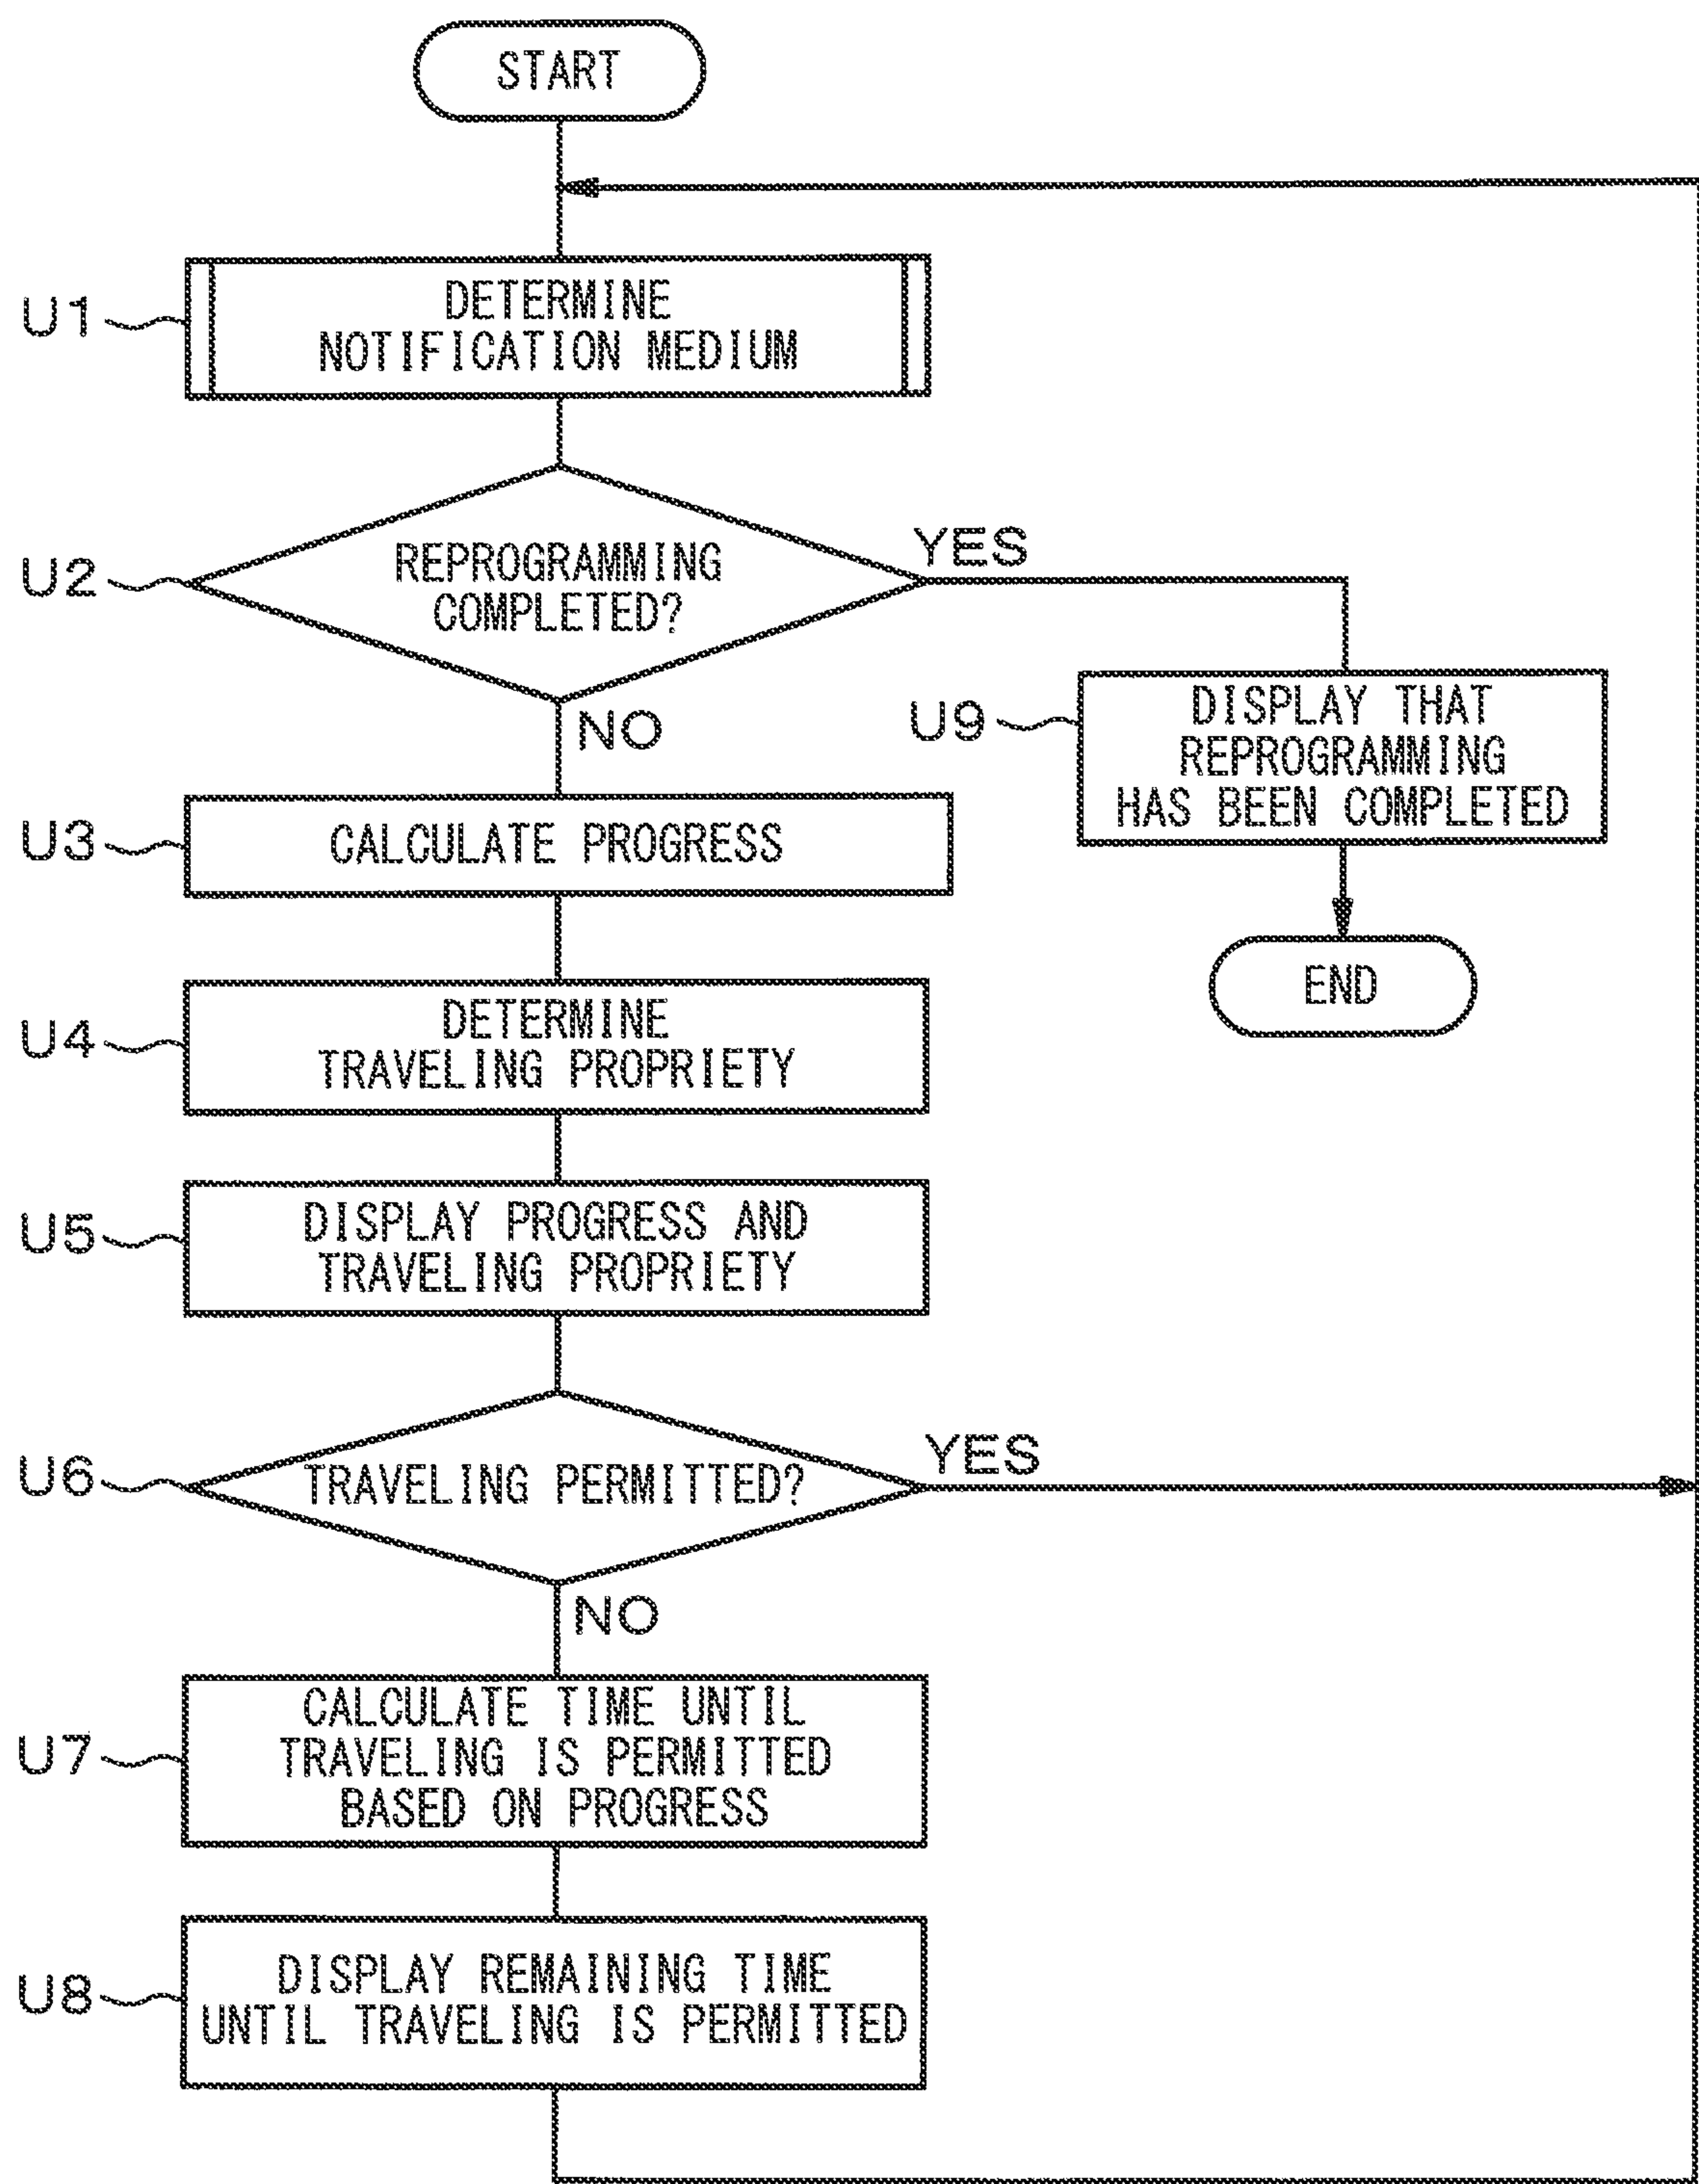 START
U1
DETERMINE
NOTIFICATION MEDIUM
U2
REPROGRAMMING
COMPLETED?
YES
NO
U9
DISPLAY THAT
REPROGRAMMING
HAS BEEN COMPLETED
U3
CALCULATE PROGRESS
END
U4
DETERMINE
TRAVELING PROPRIETY
U5
DISPLAY PROGRESS AND
TRAVELING PROPRIETY
U6
TRAVELING PERMITTED?
YES
NO
U7
CALCULATE TIME UNTIL
TRAVELING IS PERMITTED
BASED ON PROGRESS
U8
DISPLAY REMAINING TIME
UNTIL TRAVELING IS PERMITTED